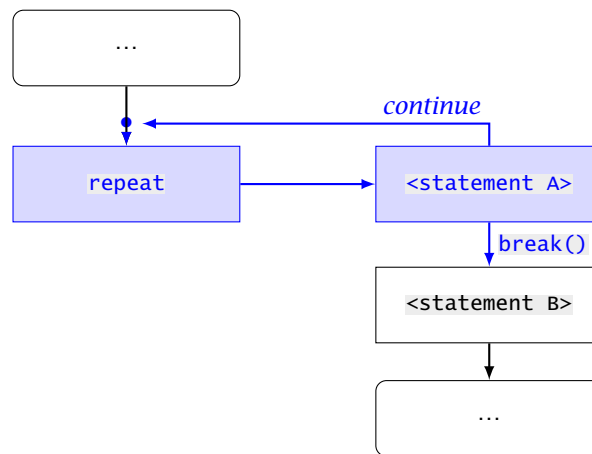 ...
continue
repeat
<statement A>
break()
<statement B>
...